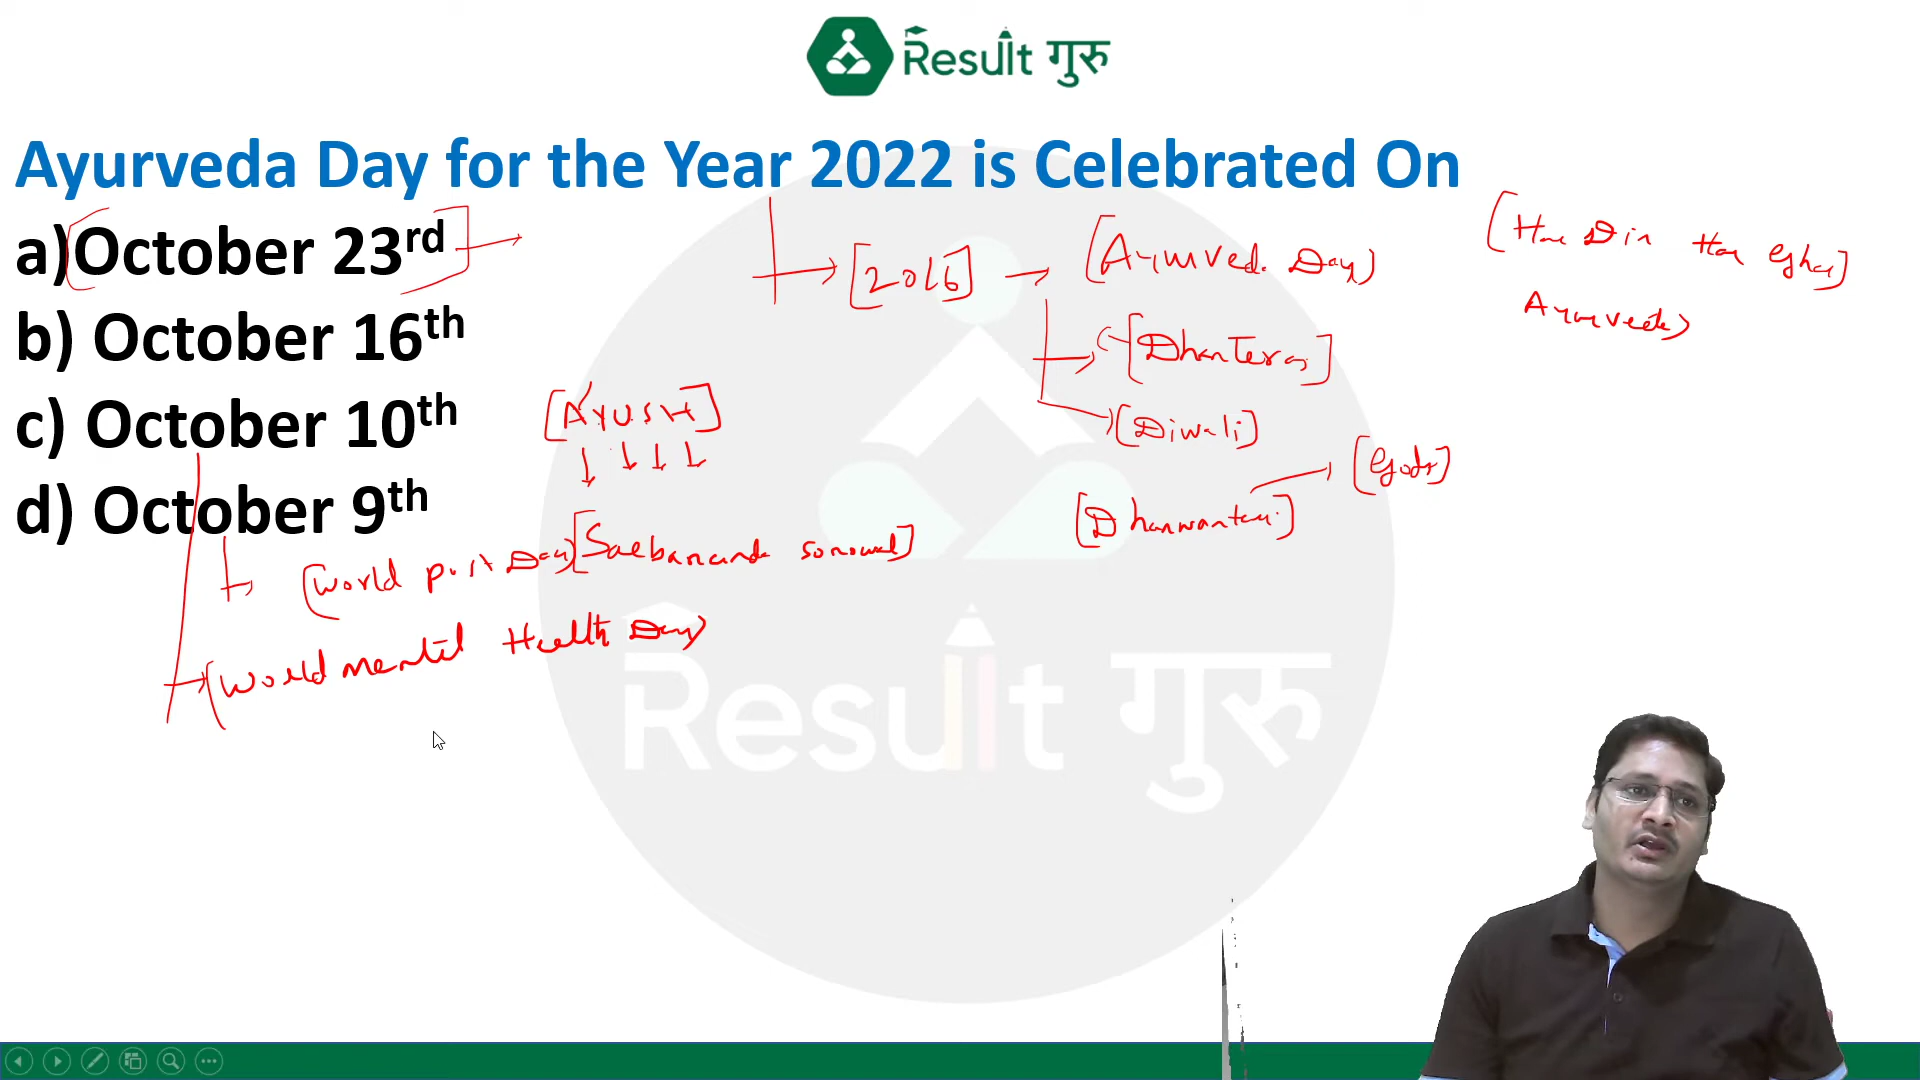 Result गुरु
Ayurveda Day for the Year 2022 is Celebrated On
a)October 23rd
b) October 16th
c) October 10th
d) October 9th
[2016]
[Ayurved. Day]
[Har Din Har Ghar]
Ayurveda
[Dhanteras]
[Diwali]
[AYUSH]
[Gods]
[Dhanwantari]
[World post Day]
[Sarbananda sonowal]
[World mental Health Day]
Result गुरु